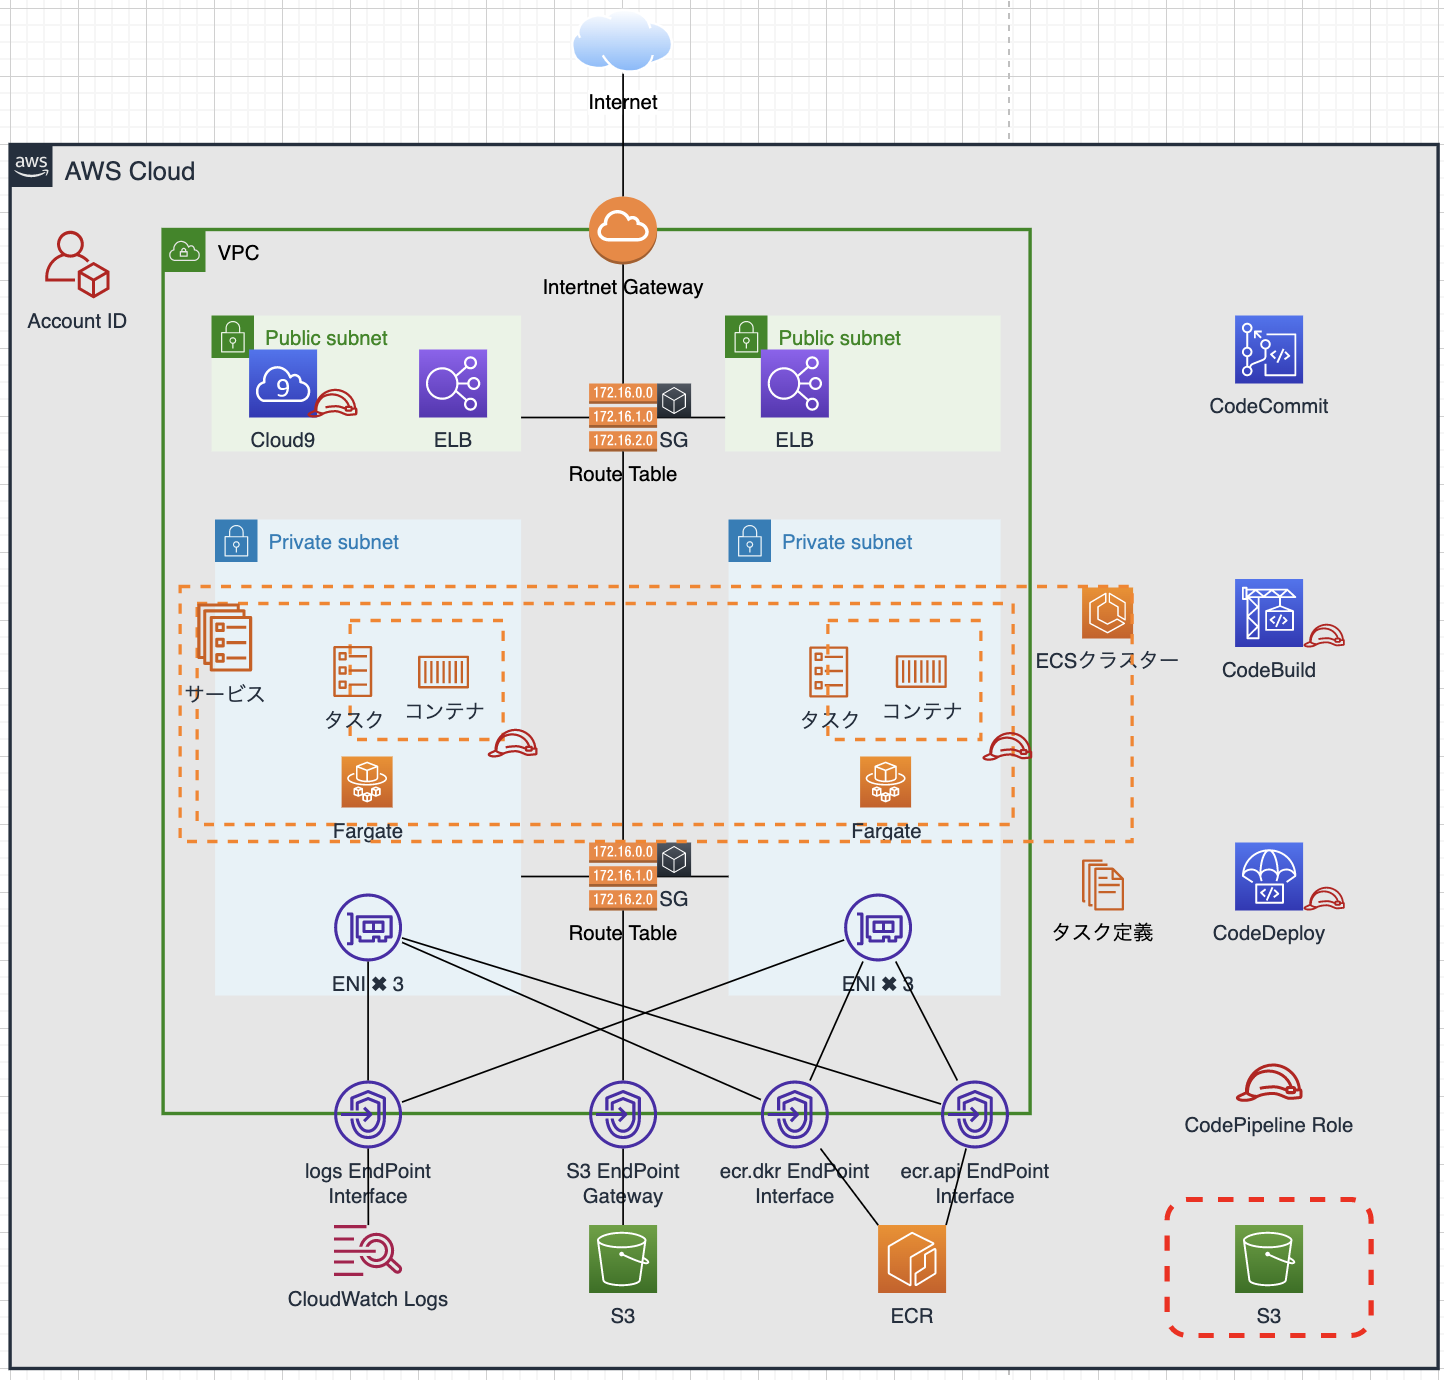 Internet
aws
AWS Cloud
VPC
Intertnet Gateway
Account ID
Public subnet
Public subnet
9
Cloud9
ELB
172.16.0.0
172.16.1.0
172.16.2.0
SG
Route Table
ELB
CodeCommit
Private subnet
Private subnet
サービス
タスク
コンテナ
タスク
コンテナ
ECSクラスター
CodeBuild
Fargate
Fargate
172.16.0.0
172.16.1.0
172.16.2.0
SG
Route Table
タスク定義
CodeDeploy
ENI ✖ 3
ENI ✖ 3
CodePipeline Role
logs EndPoint
Interface
S3 EndPoint
Gateway
ecr.dkr EndPoint
Interface
ecr.api EndPoint
Interface
CloudWatch Logs
S3
ECR
S3